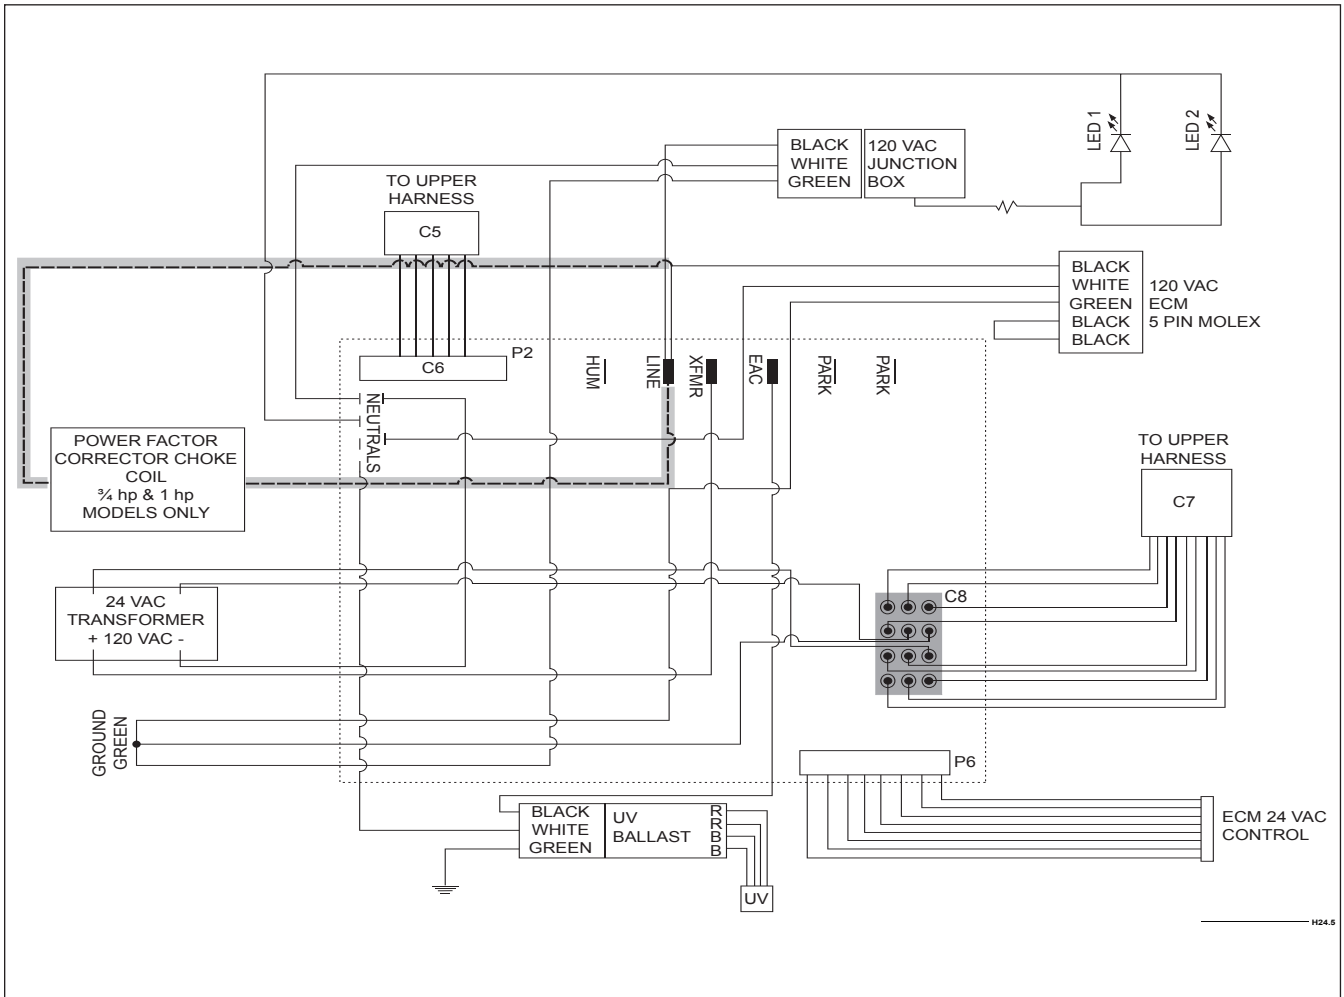 LED 1
LED 2
BLACK
WHITE
GREEN
120 VAC
JUNCTION
BOX
TO UPPER
HARNESS
C5
BLACK
WHITE
GREEN
BLACK
BLACK
120 VAC
ECM
5 PIN MOLEX
P2
C6
HUM
LINE
XFMR
EAC
PARK
PARK
NEUTRALS
POWER FACTOR
CORRECTOR CHOKE
COIL
¾ hp & 1 hp
MODELS ONLY
TO UPPER
HARNESS
C7
C8
24 VAC
TRANSFORMER
+ 120 VAC -
GROUND
GREEN
P6
BLACK
WHITE
GREEN
UV
BALLAST
R
R
B
B
UV
ECM 24 VAC
CONTROL
H24.5